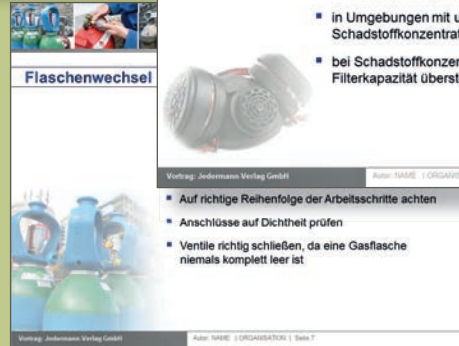 Flaschenwechsel
in Umgebungen mit u
Schadstoffkonzentrat
bei Schadstoffkonzen
Filterkapazität überst
Vortrag: Jedermann-Verlag GmbH
Autor: NAME | ORGANIS
Auf richtige Reihenfolge der Arbeitsschritte achten
Anschlüsse auf Dichtheit prüfen
Ventile richtig schließen, da eine Gasflasche
niemals komplett leer ist
Vortrag: Jedermann-Verlag GmbH
Autor: NAME | ORGANISATION | Seite 7